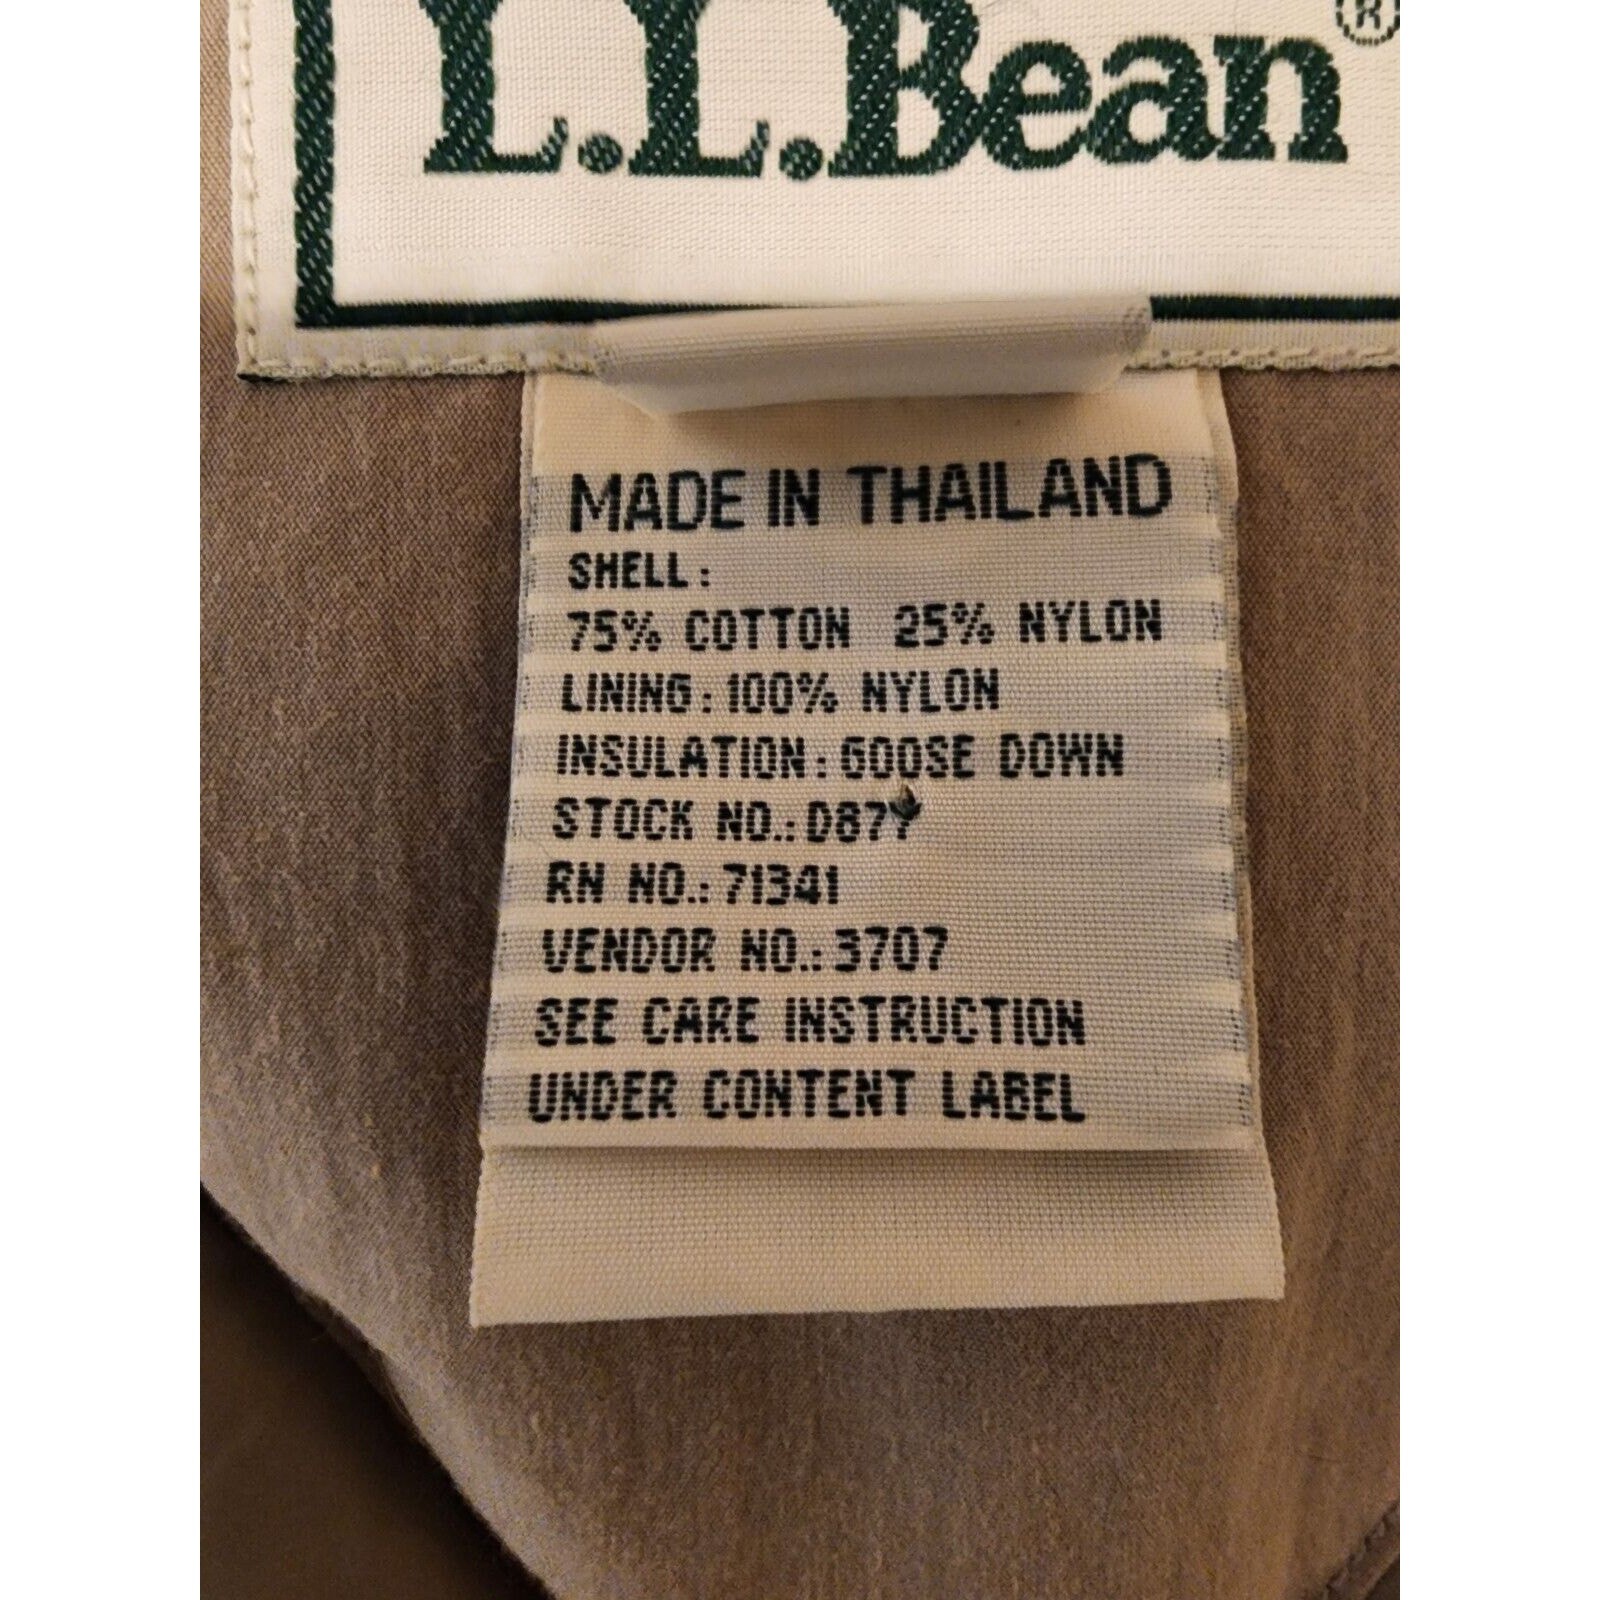 L.L.Bean®
MADE IN THAILAND
SHELL:
75% COTTON 25% NYLON
LINING: 100% NYLON
INSULATION: GOOSE DOWN
STOCK NO.:
RN NO.: 71341
VENDOR NO.: 3707
SEE CARE INSTRUCTION
UNDER CONTENT LABEL